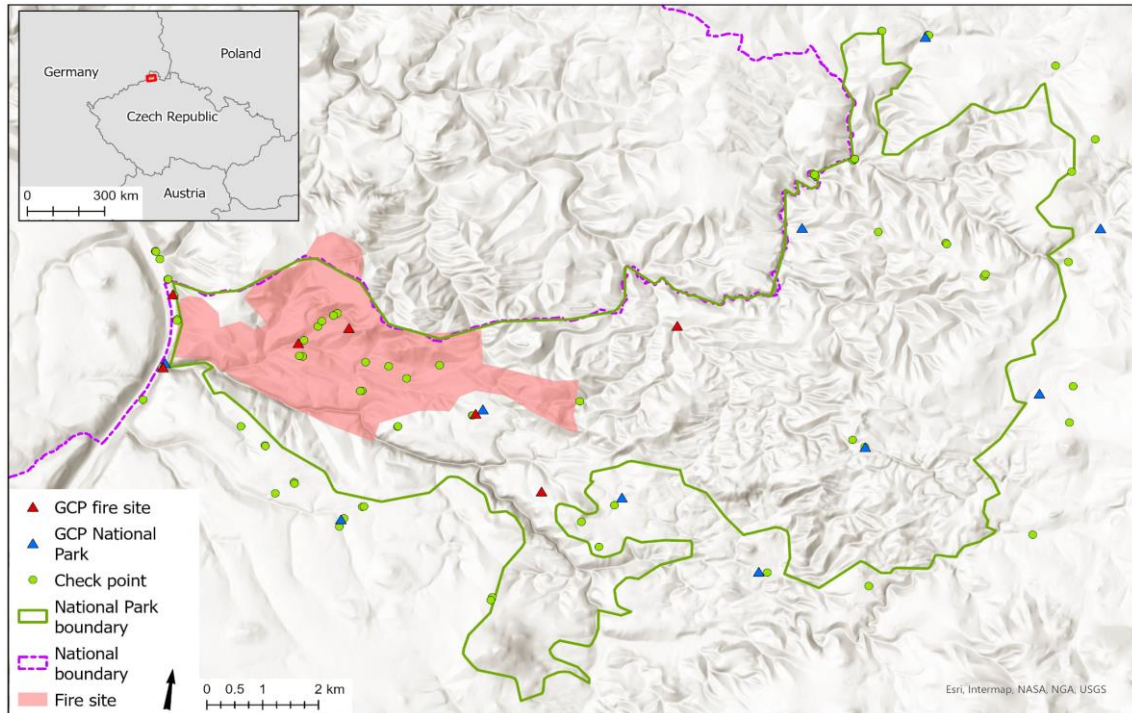 Germany
Poland
Czech Republic
Austria
0 300 km
GCP fire site
GCP National
Park
Check point
National Park
boundary
National
boundary
Fire site
0 0.5 1 2 km
Esri, Intermap, NASA, NGA, USGS